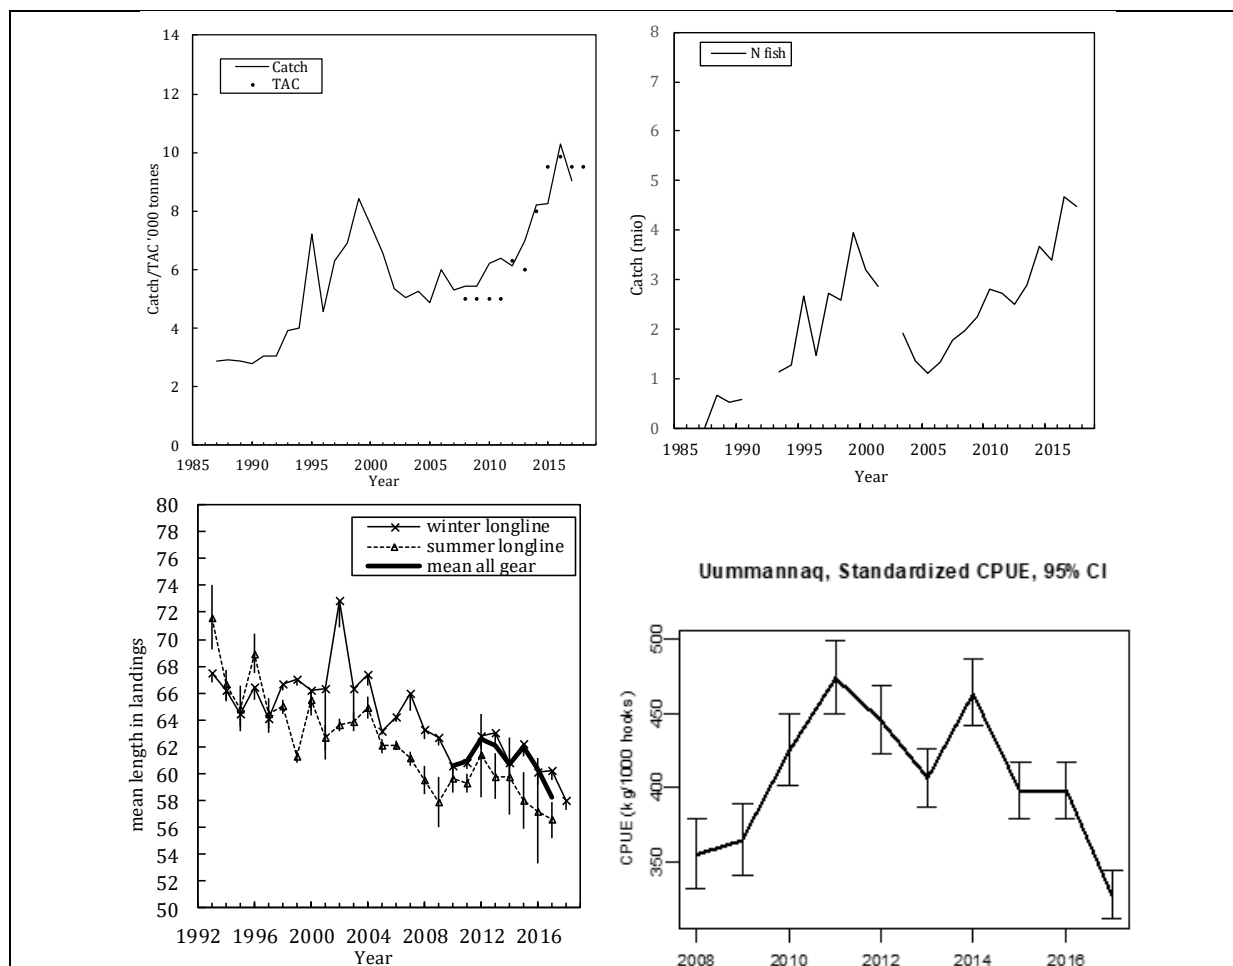 14
12
10
8
6
4
2
0
Catch/TAC '000 tonnes
Catch
TAC
1985 1990 1995 2000 2005 2010 2015
Year
8
7
6
5
4
3
2
1
0
Catch (mio)
N fish
1985 1990 1995 2000 2005 2010 2015
Year
80
78
76
74
72
70
68
66
64
62
60
58
56
54
52
50
mean length in landings
winter longline
summer longline
mean all gear
1992 1996 2000 2004 2008 2012 2016
Year
Uummannaq, Standardized CPUE, 95% CI
500
450
400
350
CPUE (kg/1000 hoks)
2008 2010 2012 2014 2016